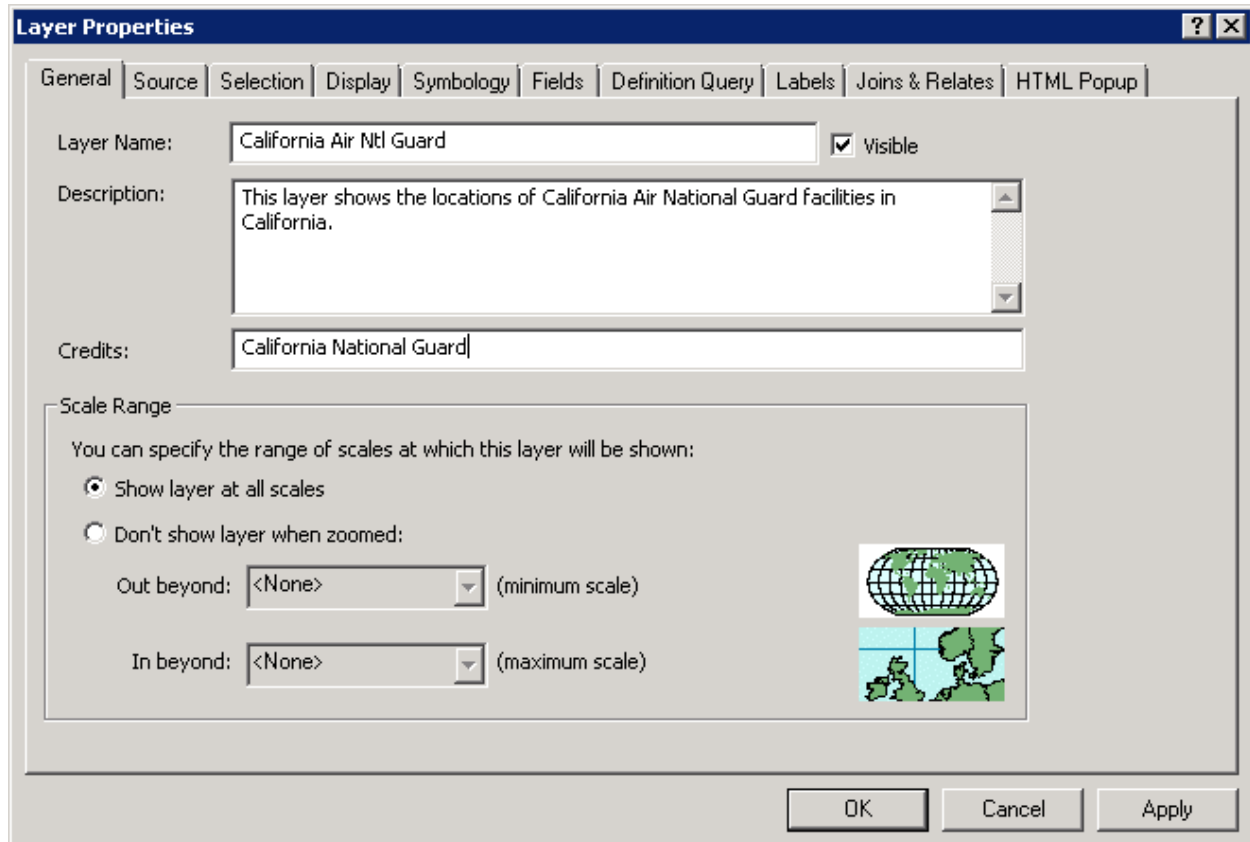 Layer Properties
General Source Selection Display Symbology Fields Definition Query Labels Joins & Relates HTML Popup
Layer Name: California Air Ntl Guard Visible
Description: This layer shows the locations of California Air National Guard facilities in
California.
Credits: California National Guard
Scale Range
You can specify the range of scales at which this layer will be shown:
Show layer at all scales
Don't show layer when zoomed:
Out beyond: <None> (minimum scale)
In beyond: <None> (maximum scale)
OK Cancel Apply